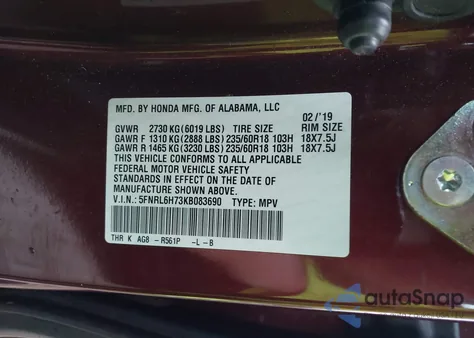 MFD. BY HONDA MFG. OF ALABAMA, LLC
02/'19
GVWR 2730 KG (6019 LBS) TIRE SIZE RIM SIZE
GAWR F 1310 KG (2888 LBS) 235/60R18 103H 18X7.5J
GAWR R 1465 KG (3230 LBS) 235/60R18 103H 18X7.5J
THIS VEHICLE CONFORMS TO ALL APPLICABLE
FEDERAL MOTOR VEHICLE SAFETY
STANDARDS IN EFFECT ON THE DATE OF
MANUFACTURE SHOWN ABOVE.
V.I.N.: 5FNRL6H73KB083690 TYPE: MPV
THR K AG8 - R561P -L - B
autoSnap